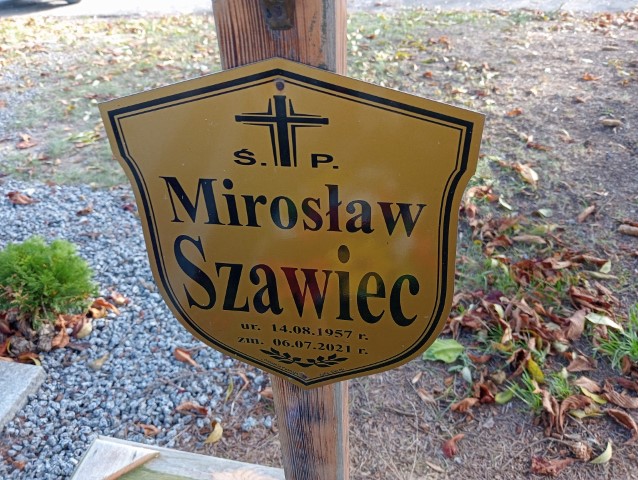 Ś. P.
Mirosław
Szawiec
ur. 14.08.1957 r.
zm. 06.07.2021 r.